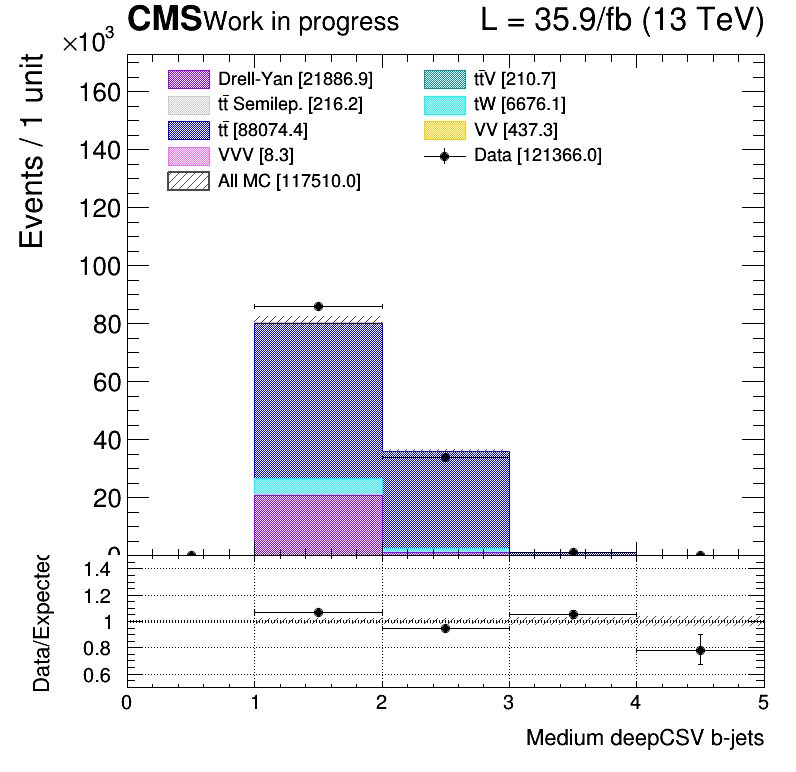 CMS Work in progress L = 35.9/fb (13 TeV)
×10³
Events / 1 unit
Drell-Yan [21886.9]
tt̄ Semilep. [216.2]
tt̄ [88074.4]
VVV [8.3]
All MC [117510.0]
tt̄V [210.7]
tW [6676.1]
VV [437.3]
Data [121366.0]
160
140
120
100
80
60
40
20
0
Data/Expected
1.4
1.2
1
0.8
0.6
0 1 2 3 4 5
Medium deepCSV b-jets